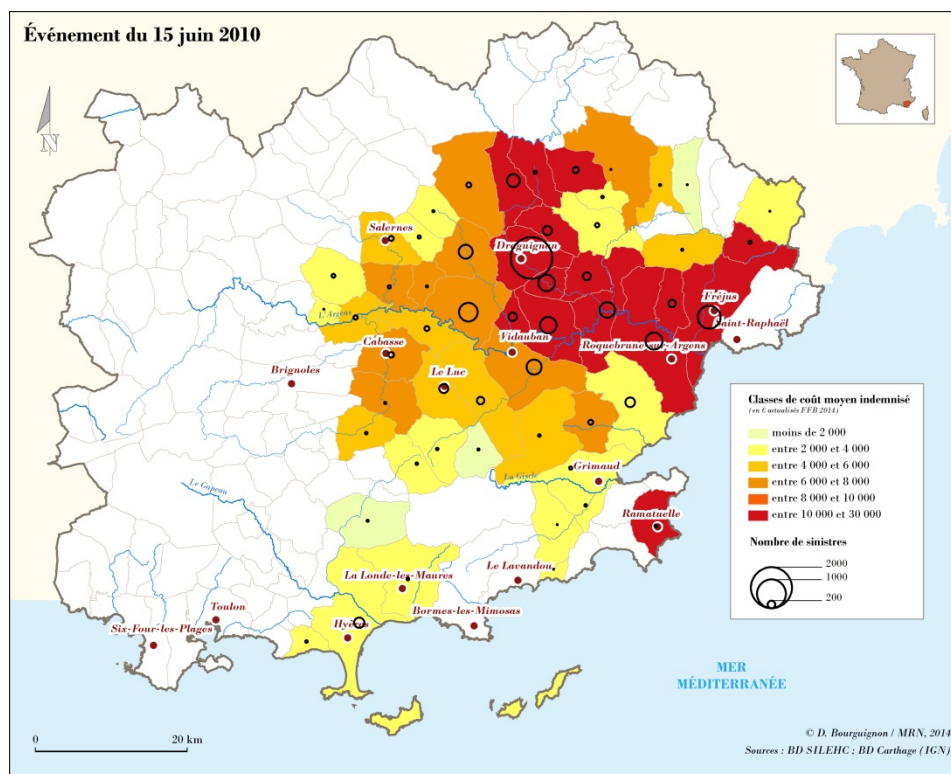 Événement du 15 juin 2010
N
Salernes
Draguignan
L'Argens
Fréjus
Saint-Raphaël
Cabasse
Vidauban
Roquebrune-sur-Argens
Brignoles
Le Luc
Classes de coût moyen indemnisé
(en € actualisés FFB 2014)
moins de 2 000
entre 2 000 et 4 000
entre 4 000 et 6 000
entre 6 000 et 8 000
entre 8 000 et 10 000
entre 10 000 et 30 000
Grimaud
La Giscle
Le Gapeau
Ramatuelle
Nombre de sinistres
2000
1000
200
Le Lavandou
La Londe-les-Maures
Toulon
Bormes-les-Mimosas
Six-Four-les-Plages
Hyères
MER
MÉDITERRANÉE
0
20 km
© D. Bourguignon / MRN, 2014
Sources : BD SILEHC ; BD Carthage (IGN)